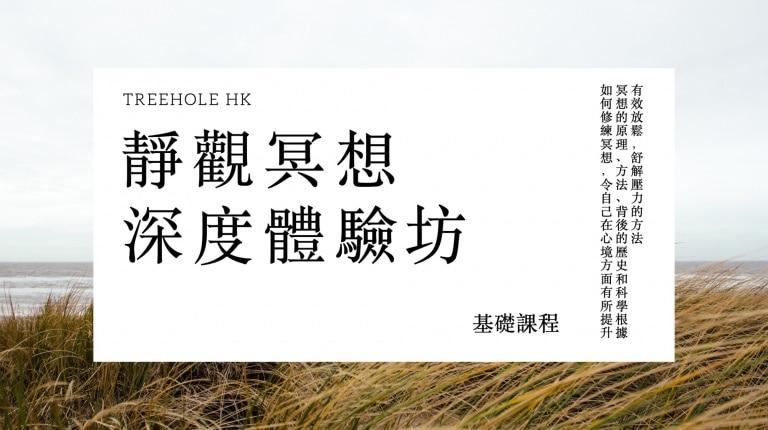 TREEHOLE HK
靜觀冥想
深度體驗坊
基礎課程
有效放鬆，舒解壓力的方法
冥想的原理、方法、背後的歷史和科學根據
如何修練冥想，令自己在心境方面有所提升